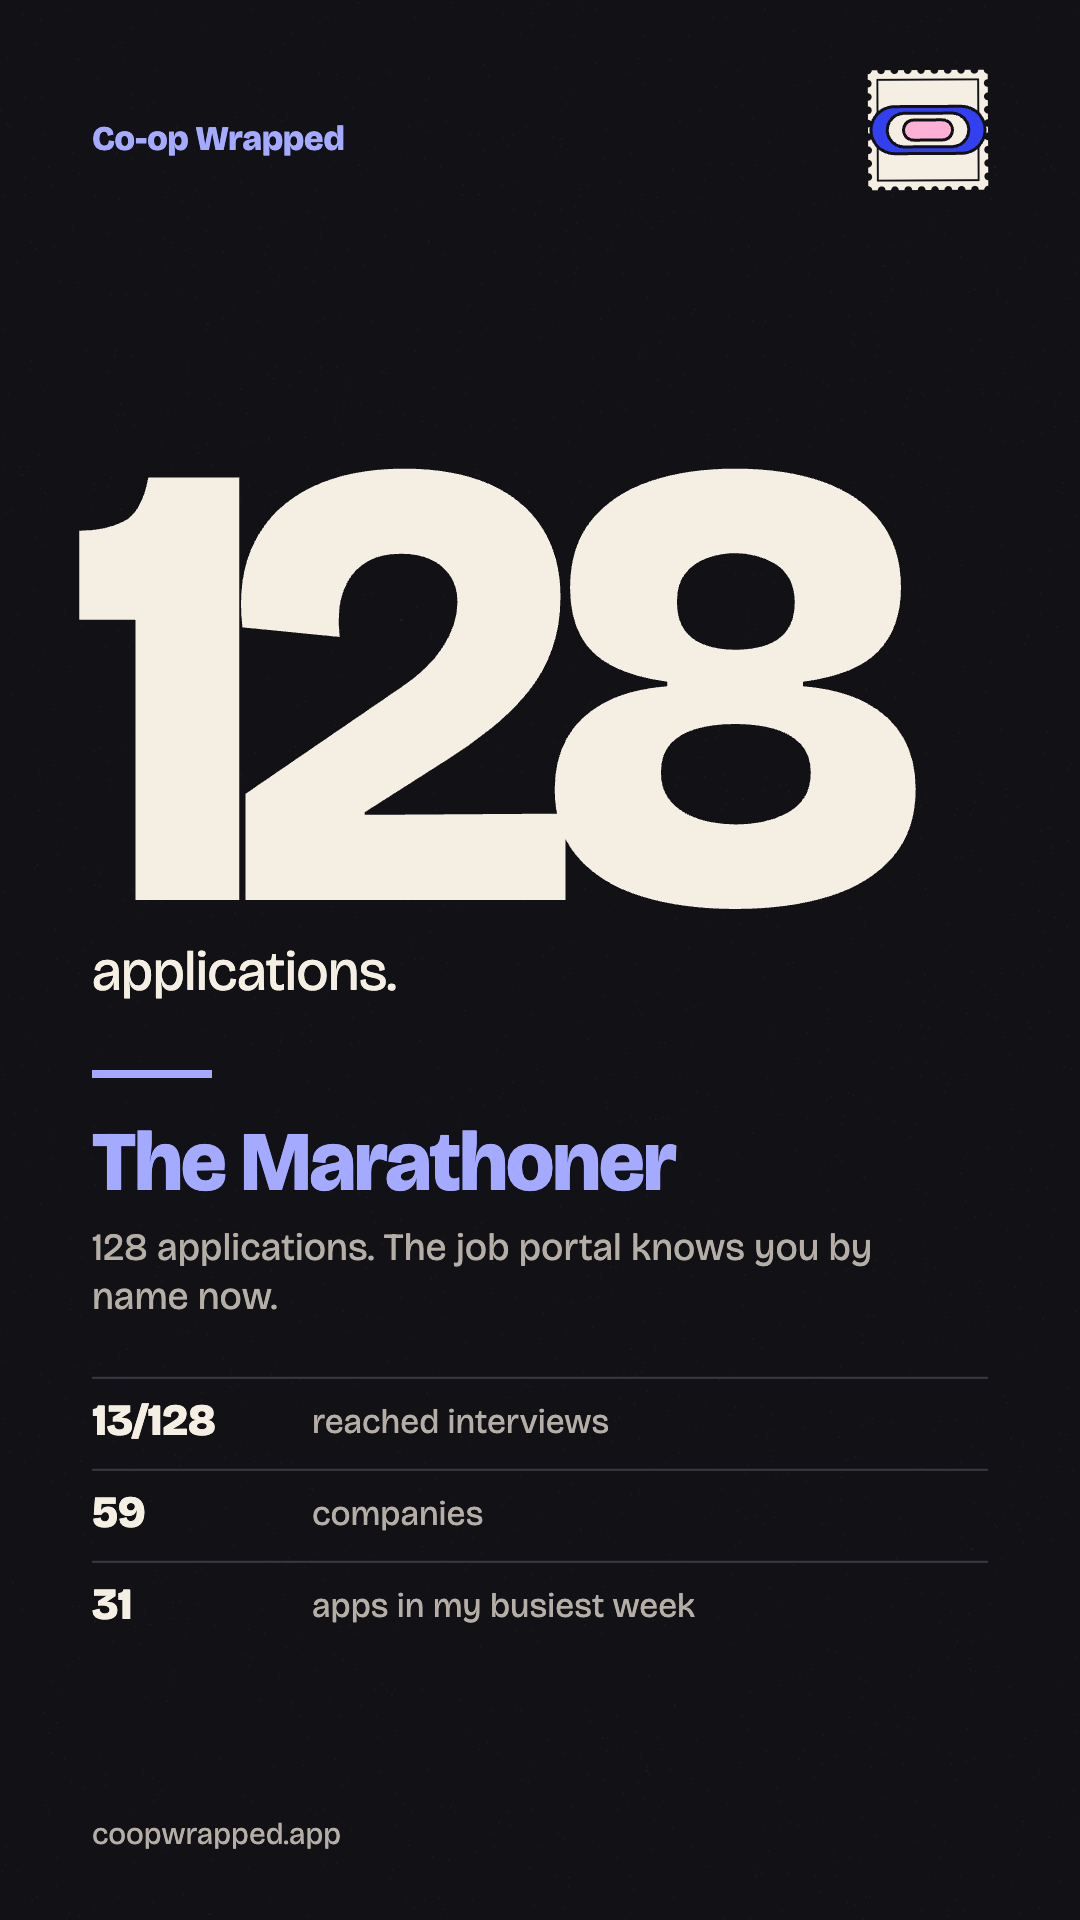 Co-op Wrapped
128
applications.
The Marathoner
128 applications. The job portal knows you by
name now.
13/128 reached interviews
59 companies
31 apps in my busiest week
coopwrapped.app